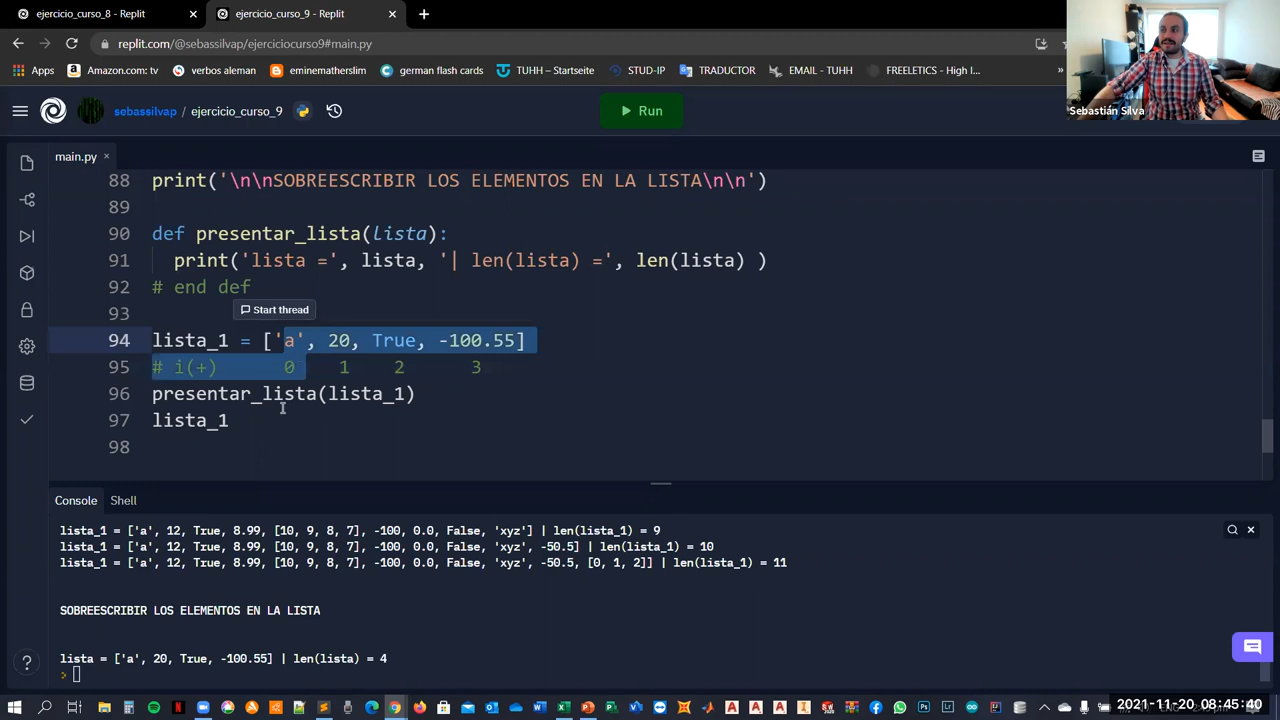 ejercicio_curso_8 - Replit
ejercicio_curso_9 - Replit
replit.com/@sebassilvap/ejerciciocurso9#main.py
Apps
Amazon.com: tv
verbos aleman
eminematherslim
german flash cards
TUHH – Startseite
STUD-IP
TRADUCTOR
EMAIL - TUHH
FREELETICS - High I...
Sebastián Silva
sebassilvap / ejercicio_curso_9
Run
main.py
88 print('\n\nSOBREESCRIBIR LOS ELEMENTOS EN LA LISTA\n\n')
89
90 def presentar_lista(lista):
91 print('lista =', lista, '| len(lista) =', len(lista) )
92 # end def
Start thread
93
94 lista_1 = ['a', 20, True, -100.55]
95 # i(+) 0 1 2 3
96 presentar_lista(lista_1)
97 lista_1
98
Console
Shell
lista_1 = ['a', 12, True, 8.99, [10, 9, 8, 7], -100, 0.0, False, 'xyz'] | len(lista_1) = 9
lista_1 = ['a', 12, True, 8.99, [10, 9, 8, 7], -100, 0.0, False, 'xyz', -50.5] | len(lista_1) = 10
lista_1 = ['a', 12, True, 8.99, [10, 9, 8, 7], -100, 0.0, False, 'xyz', -50.5, [0, 1, 2]] | len(lista_1) = 11
SOBREESCRIBIR LOS ELEMENTOS EN LA LISTA
lista = ['a', 20, True, -100.55] | len(lista) = 4
2021-11-20 08:45:40